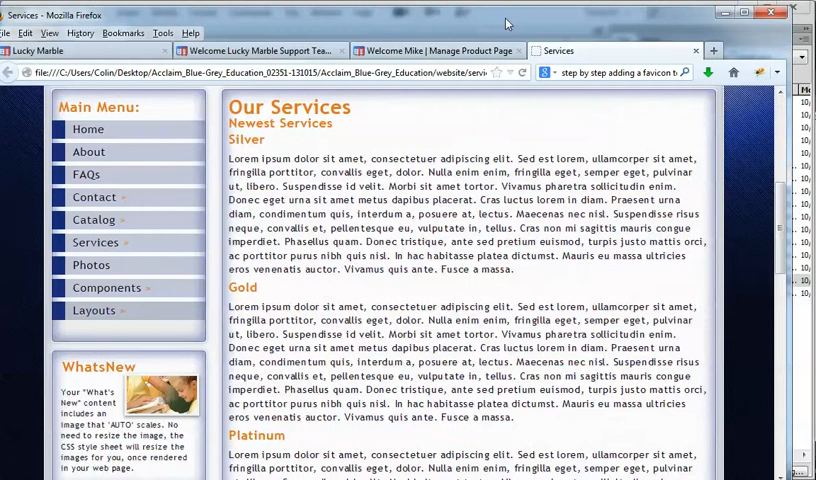 Services - Mozilla Firefox
File Edit View History Bookmarks Tools Help
Lucky Marble
Welcome Lucky Marble Support Tea...
Welcome Mike | Manage Product Page
Services
file:///C:/Users/Colin/Desktop/Acclaim_Blue-Grey_Education_02351-131015/Acclaim_Blue-Grey_Education/website/servic
step by step adding a favicon t
Main Menu:
Home
About
FAQs
Contact
Catalog
Services
Photos
Components
Layouts
WhatsNew
Your "What's
New" content
includes an
image that 'AUTO' scales. No
need to resize the image, the
CSS style sheet will resize the
images for you, once rendered
in your web page.
Our Services
Newest Services
Silver
Lorem ipsum dolor sit amet, consectetuer adipiscing elit. Sed est lorem, ullamcorper sit amet,
fringilla porttitor, convallis eget, dolor. Nulla enim enim, fringilla eget, semper eget, pulvinar
ut, libero. Suspendisse id velit. Morbi sit amet tortor. Vivamus pharetra sollicitudin enim.
Donec eget urna sit amet metus dapibus placerat. Curabitur luctus lorem in diam. Praesent urna
diam, condimentum quis, interdum a, posuere at, lectus. Maecenas nec nisl. Suspendisse risus
neque, convallis et, pellentesque eu, vulputate in, tellus. Cras non mi sagittis mauris congue
imperdiet. Phasellus quam. Donec tristique, ante sed pretium euismod, turpis justo mattis orci,
ac porttitor purus nibh quis est. In hac habitasse platea dictumst. Mauris ullamcorper, risus ut
eros venenatis auctor. Vivamus quis ante. Fusce a massa.
Gold
Lorem ipsum dolor sit amet, consectetuer adipiscing elit. Sed est lorem, ullamcorper sit amet,
fringilla porttitor, convallis eget, dolor. Nulla enim enim, fringilla eget, semper eget, pulvinar
ut, libero. Suspendisse id velit. Morbi sit amet tortor. Vivamus pharetra sollicitudin enim.
Donec eget urna sit amet metus dapibus placerat. Curabitur luctus lorem in diam. Praesent urna
diam, condimentum quis, interdum a, posuere at, lectus. Maecenas nec nisl. Suspendisse risus
neque, convallis et, pellentesque eu, vulputate in, tellus. Cras non mi sagittis mauris congue
imperdiet. Phasellus quam. Donec tristique, ante sed pretium euismod, turpis justo mattis orci,
ac porttitor purus nibh quis est. In hac habitasse platea dictumst. Mauris ullamcorper, risus ut
eros venenatis auctor. Vivamus quis ante. Fusce a massa.
Platinum
Lorem ipsum dolor sit amet, consectetuer adipiscing elit. Sed est lorem, ullamcorper sit amet,